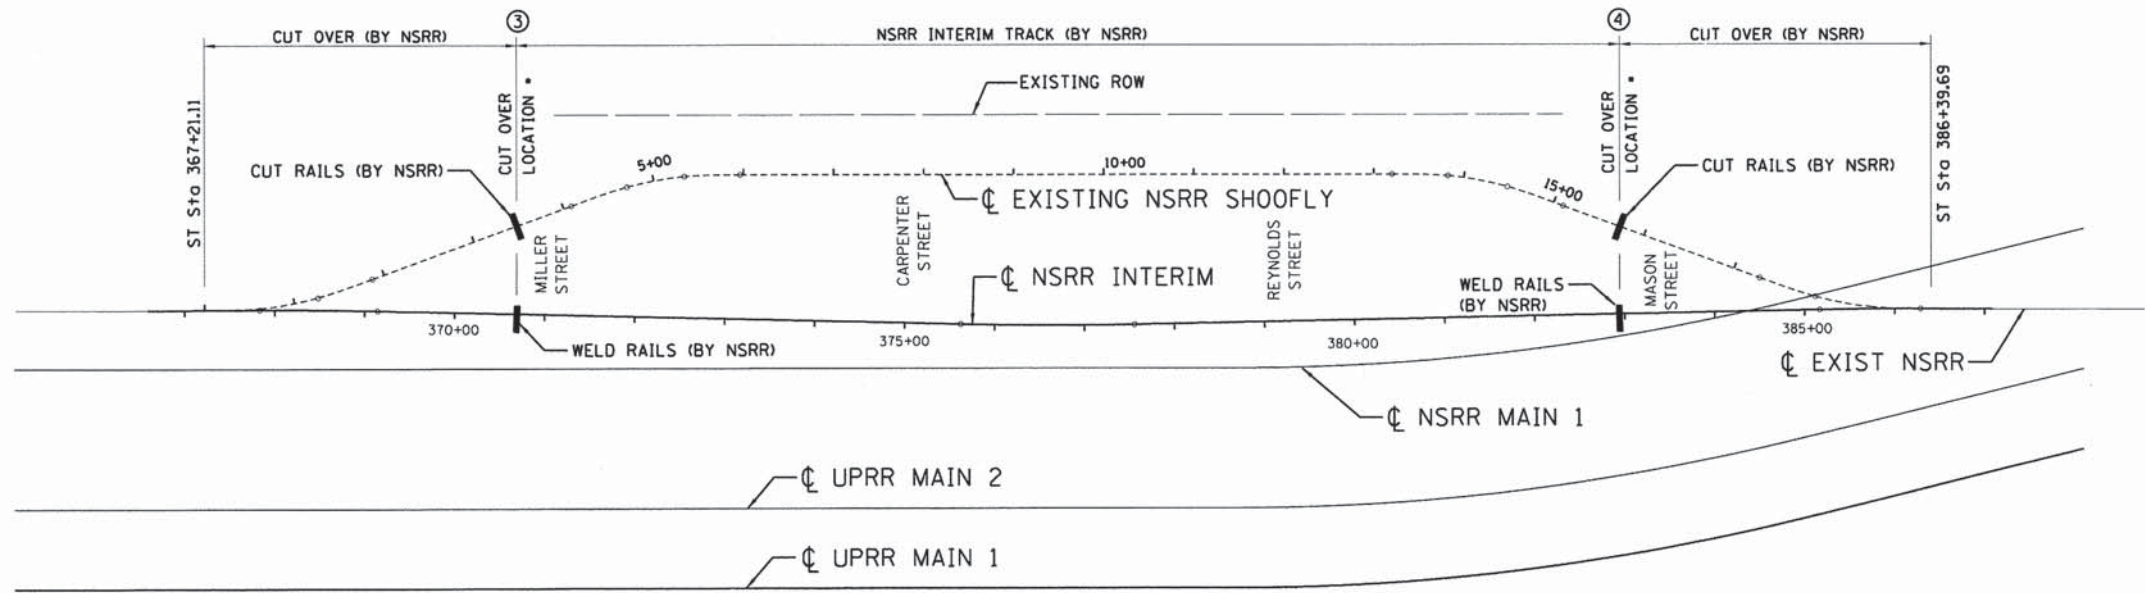 ③
④
CUT OVER (BY NSRR)
NSRR INTERIM TRACK (BY NSRR)
CUT OVER (BY NSRR)
EXISTING ROW
ST Sta 367+21.11
CUT OVER
LOCATION *
CUT OVER
LOCATION *
ST Sta 386+39.69
CUT RAILS (BY NSRR)
5+00
10+00
15+00
CUT RAILS (BY NSRR)
℄ EXISTING NSRR SHOOFLY
MILLER
STREET
CARPENTER
STREET
REYNOLDS
STREET
MASON
STREET
℄ NSRR INTERIM
WELD RAILS
(BY NSRR)
370+00
375+00
380+00
385+00
WELD RAILS (BY NSRR)
℄ EXIST NSRR
℄ NSRR MAIN 1
℄ UPRR MAIN 2
℄ UPRR MAIN 1